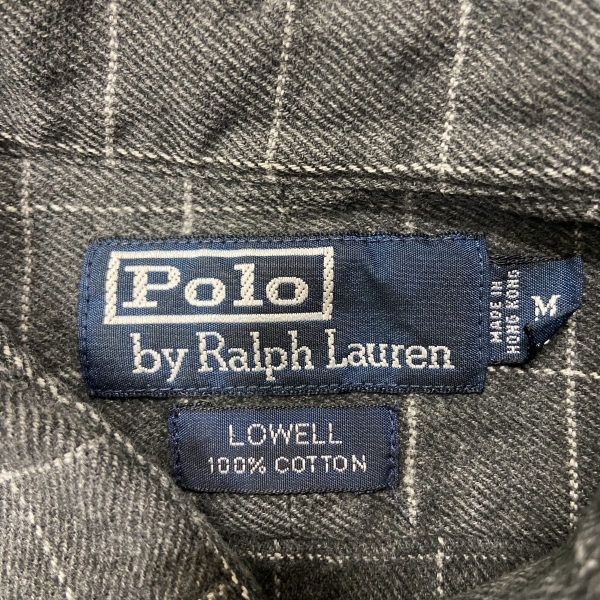 Polo
by Ralph Lauren
MADE IN
HONG KONG
M
LOWELL
100% COTTON